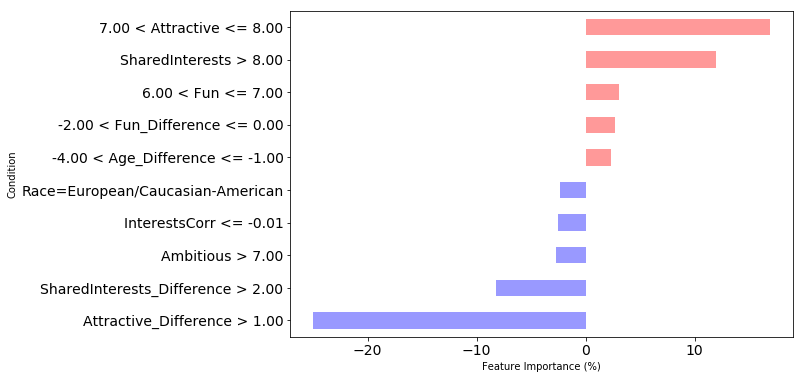 7.00 < Attractive <= 8.00
SharedInterests > 8.00
6.00 < Fun <= 7.00
-2.00 < Fun_Difference <= 0.00
-4.00 < Age_Difference <= -1.00
Race=European/Caucasian-American
InterestsCorr <= -0.01
Ambitious > 7.00
SharedInterests_Difference > 2.00
Attractive_Difference > 1.00
Condition
−20 −10 0 10
Feature Importance (%)